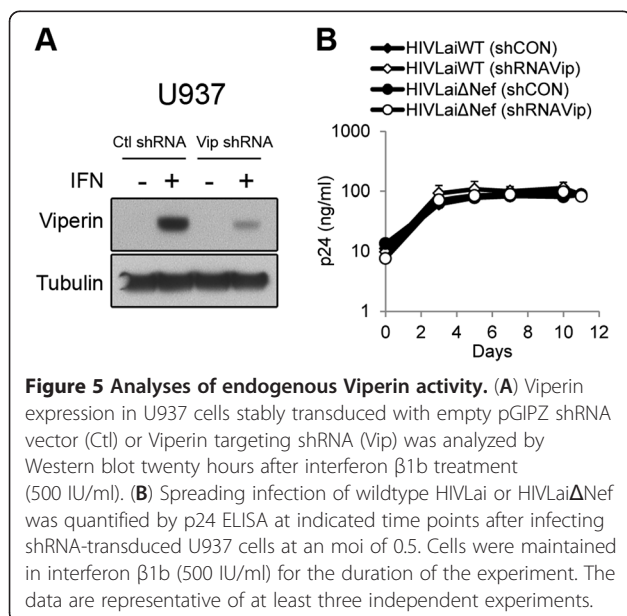 A
U937
Ctl shRNA Vip shRNA
IFN - + - +
Viperin
Tubulin
B
HIVLaiWT (shCON)
HIVLaiWT (shRNAVip)
HIVLaiΔNef (shCON)
HIVLaiΔNef (shRNAVip)
p24 (ng/ml)
1000
100
10
1
0 2 4 6 8 10 12
Days
Figure 5 Analyses of endogenous Viperin activity. (A) Viperin
expression in U937 cells stably transduced with empty pGIPZ shRNA
vector (Ctl) or Viperin targeting shRNA (Vip) was analyzed by
Western blot twenty hours after interferon β1b treatment
(500 IU/ml). (B) Spreading infection of wildtype HIVLai or HIVLaiΔNef
was quantified by p24 ELISA at indicated time points after infecting
shRNA-transduced U937 cells at an moi of 0.5. Cells were maintained
in interferon β1b (500 IU/ml) for the duration of the experiment. The
data are representative of at least three independent experiments.